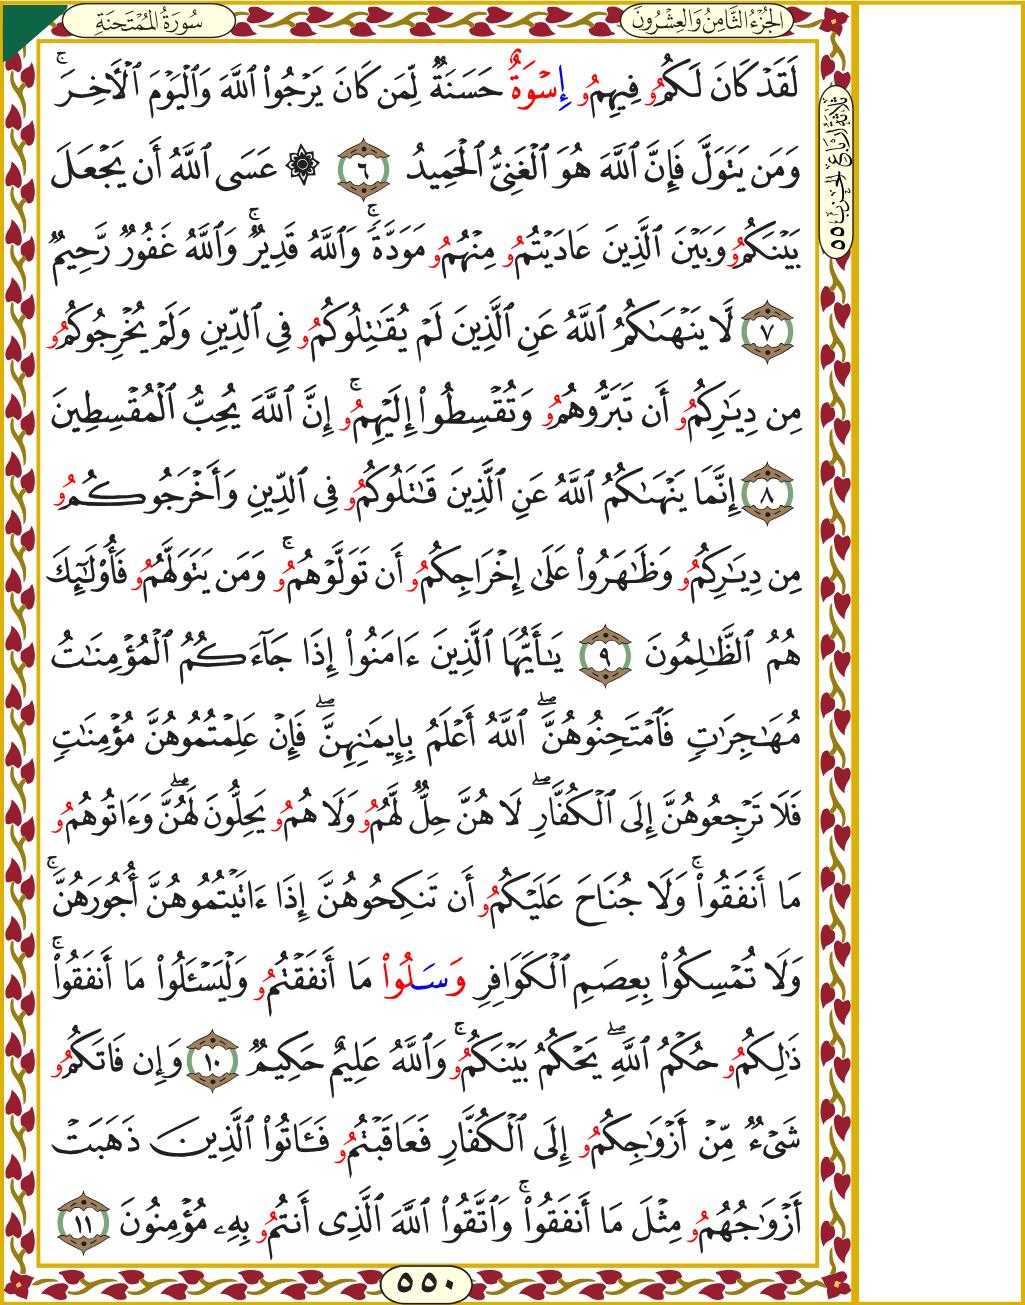 سُورَةُ المُمْتَحَنَةِ
الجُزْءُ الثَّامِنُ وَالعِشْرُونَ
ثَلَاثَةُ أَرْبَاعِ الحِزْبِ ٥٥
لَقَدْ كَانَ لَكُمُۥ فِيهِمُۥ إِسْوَةٌ حَسَنَةٌ لِّمَن كَانَ يَرْجُوا۟ ٱللَّهَ وَٱلْيَوْمَ ٱلْأَخِرَۚ
وَمَن يَتَوَلَّ فَإِنَّ ٱللَّهَ هُوَ ٱلْغَنِىُّ ٱلْحَمِيدُ ٦ ۞ عَسَى ٱللَّهُ أَن يَجْعَلَ
بَيْنَكُمُۥ وَبَيْنَ ٱلَّذِينَ عَادَيْتُمُۥ مِنْهُمُۥ مَوَدَّةًۚ وَٱللَّهُ قَدِيرٌۚ وَٱللَّهُ غَفُورٌ رَّحِيمٌ
٧ لَّا يَنْهَىٰكُمُ ٱللَّهُ عَنِ ٱلَّذِينَ لَمْ يُقَٰتِلُوكُمُۥ فِى ٱلدِّينِ وَلَمْ يُخْرِجُوكُمُۥ
مِن دِيَٰرِكُمُۥ أَن تَبَرُّوهُمُۥ وَتُقْسِطُوٓا۟ إِلَيْهِمُۥۚ إِنَّ ٱللَّهَ يُحِبُّ ٱلْمُقْسِطِينَ
٨ إِنَّمَا يَنْهَىٰكُمُ ٱللَّهُ عَنِ ٱلَّذِينَ قَٰتَلُوكُمُۥ فِى ٱلدِّينِ وَأَخْرَجُوكُمُۥ
مِن دِيَٰرِكُمُۥ وَظَٰهَرُوا۟ عَلَىٰ إِخْرَاجِكُمُۥ أَن تَوَلَّوْهُمُۥۚ وَمَن يَتَوَلَّهُمُۥ فَأُو۟لَٰٓئِكَ
هُمُ ٱلظَّٰلِمُونَ ٩ يَٰٓأَيُّهَا ٱلَّذِينَ ءَامَنُوا۟ إِذَا جَآءَكُمُ ٱلْمُؤْمِنَٰتُ
مُهَٰجِرَٰتٍ فَٱمْتَحِنُوهُنَّۖ ٱللَّهُ أَعْلَمُ بِإِيمَٰنِهِنَّۖ فَإِنْ عَلِمْتُمُوهُنَّ مُؤْمِنَٰتٍ
فَلَا تَرْجِعُوهُنَّ إِلَى ٱلْكُفَّارِۖ لَا هُنَّ حِلٌّ لَّهُمُۥ وَلَا هُمُۥ يَحِلُّونَ لَهُنَّۖ وَءَاتُوهُمُۥ
مَا أَنفَقُوا۟ۚ وَلَا جُنَاحَ عَلَيْكُمُۥ أَن تَنكِحُوهُنَّ إِذَا ءَاتَيْتُمُوهُنَّ أُجُورَهُنَّۚ
وَلَا تُمْسِكُوا۟ بِعِصَمِ ٱلْكَوَافِرِ وَسَلُوا۟ مَا أَنفَقْتُمُۥ وَلْيَسْـَٔلُوا۟ مَا أَنفَقُوا۟ۚ
ذَٰلِكُمُۥ حُكْمُ ٱللَّهِۖ يَحْكُمُ بَيْنَكُمُۥۚ وَٱللَّهُ عَلِيمٌ حَكِيمٌ ١٠ وَإِن فَاتَكُمُۥ
شَىْءٌ مِّنْ أَزْوَٰجِكُمُۥ إِلَى ٱلْكُفَّارِ فَعَاقَبْتُمُۥ فَـَٔاتُوا۟ ٱلَّذِينَ ذَهَبَتْ
أَزْوَٰجُهُمُۥ مِثْلَ مَا أَنفَقُوا۟ۚ وَٱتَّقُوا۟ ٱللَّهَ ٱلَّذِى أَنتُمُۥ بِهِۦ مُؤْمِنُونَ ١١
٥٥٠